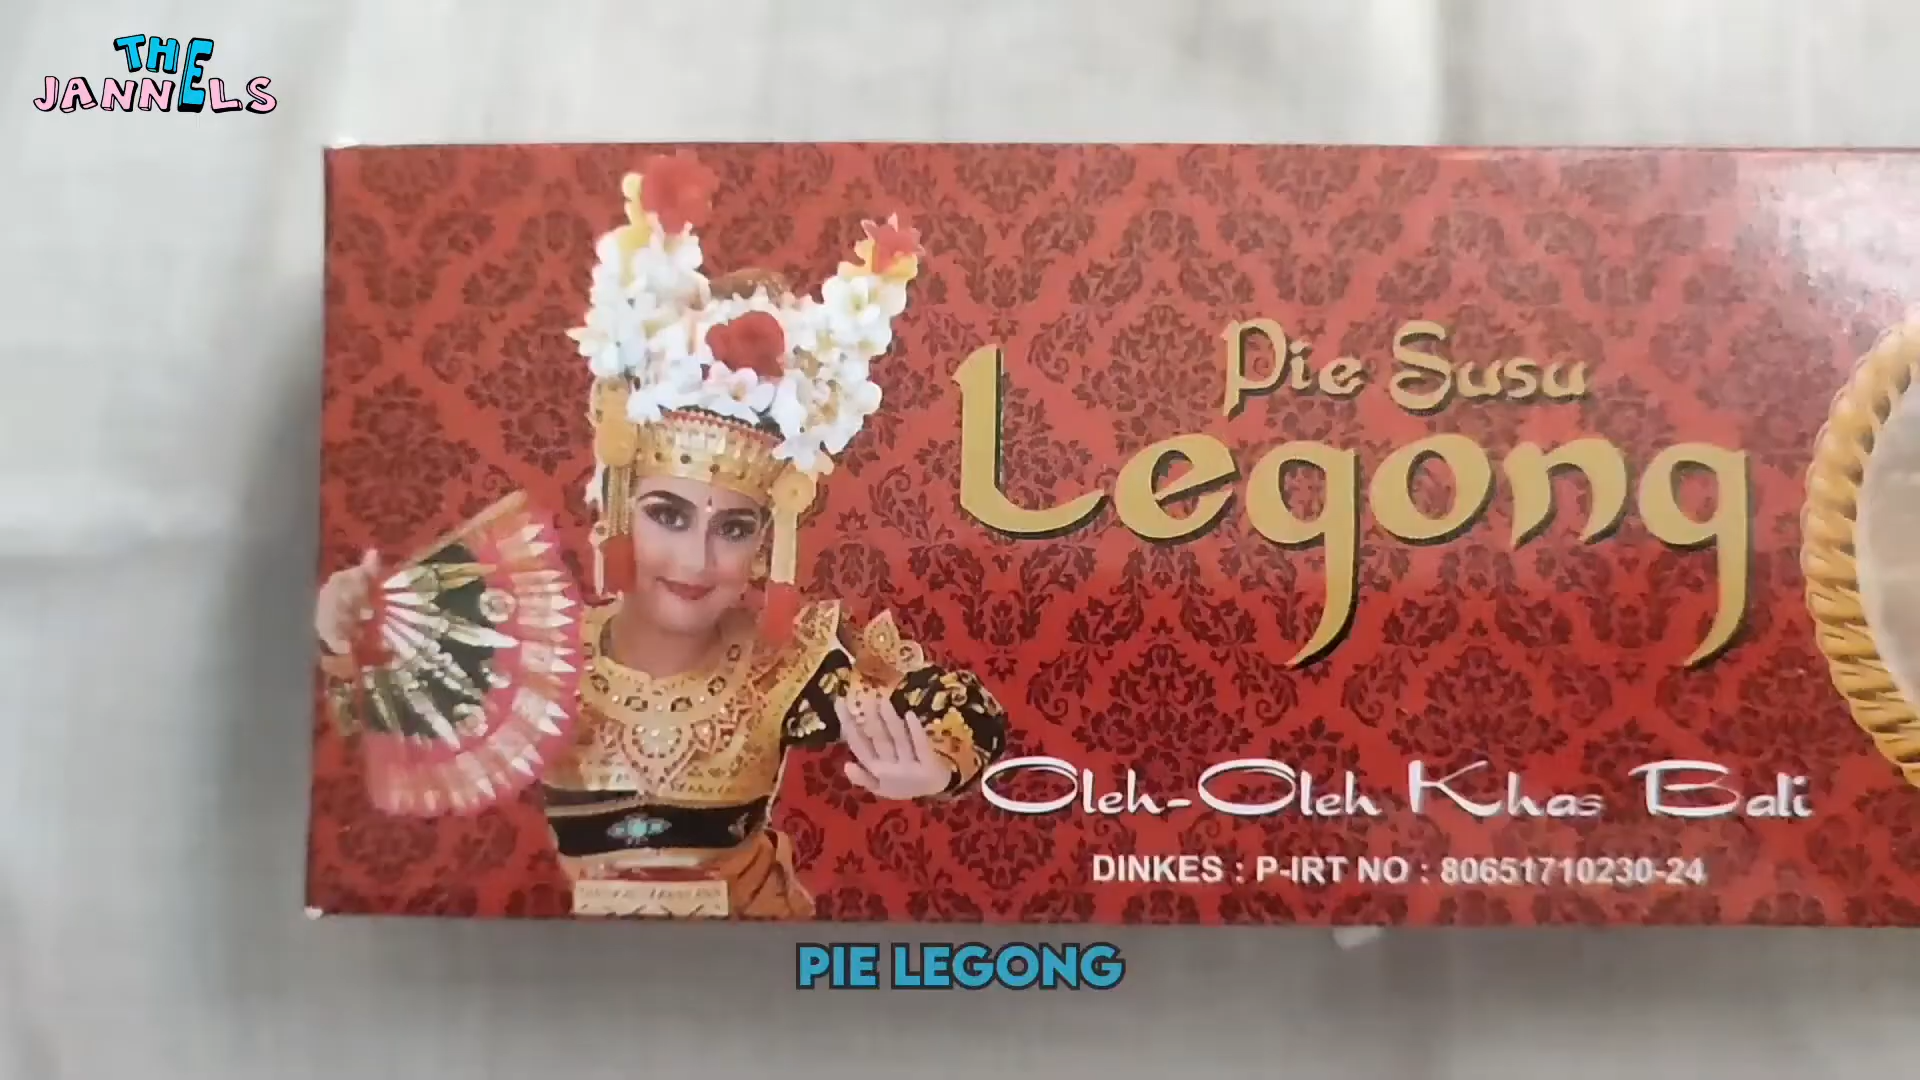 THE
JANNELS
Pie Susu
Legong
Oleh-Oleh Khas Bali
DINKES : P-IRT NO : 80651710230-24
PIE LEGONG